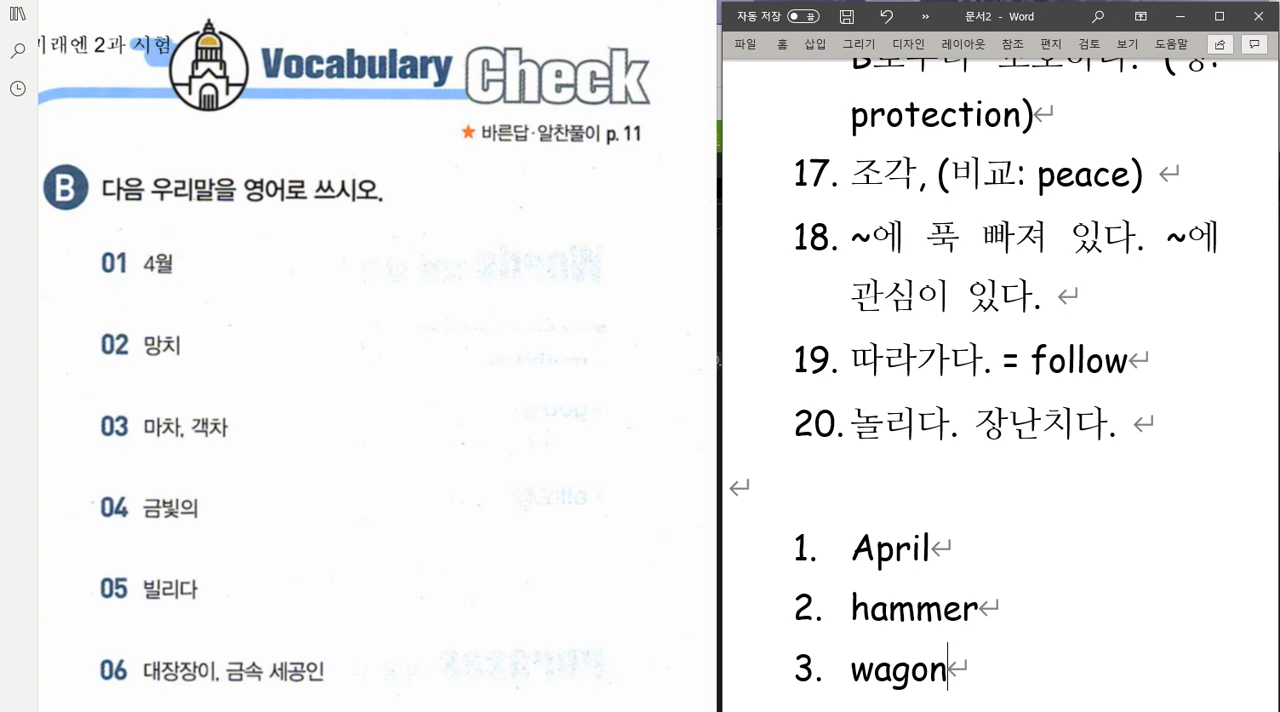 미래엔 2과 시험
Vocabulary Check
★ 바른답·알찬풀이 p. 11
B 다음 우리말을 영어로 쓰시오.
01 4월
02 망치
03 마차, 객차
04 금빛의
05 빌리다
06 대장장이, 금속 세공인
자동 저장 끔 문서2 - Word
파일 홈 삽입 그리기 디자인 레이아웃 참조 편지 검토 보기 도움말
protection)
17. 조각, (비교: peace)
18. ~에 푹 빠져 있다. ~에
관심이 있다.
19. 따라가다. = follow
20. 놀리다. 장난치다.
1. April
2. hammer
3. wagon